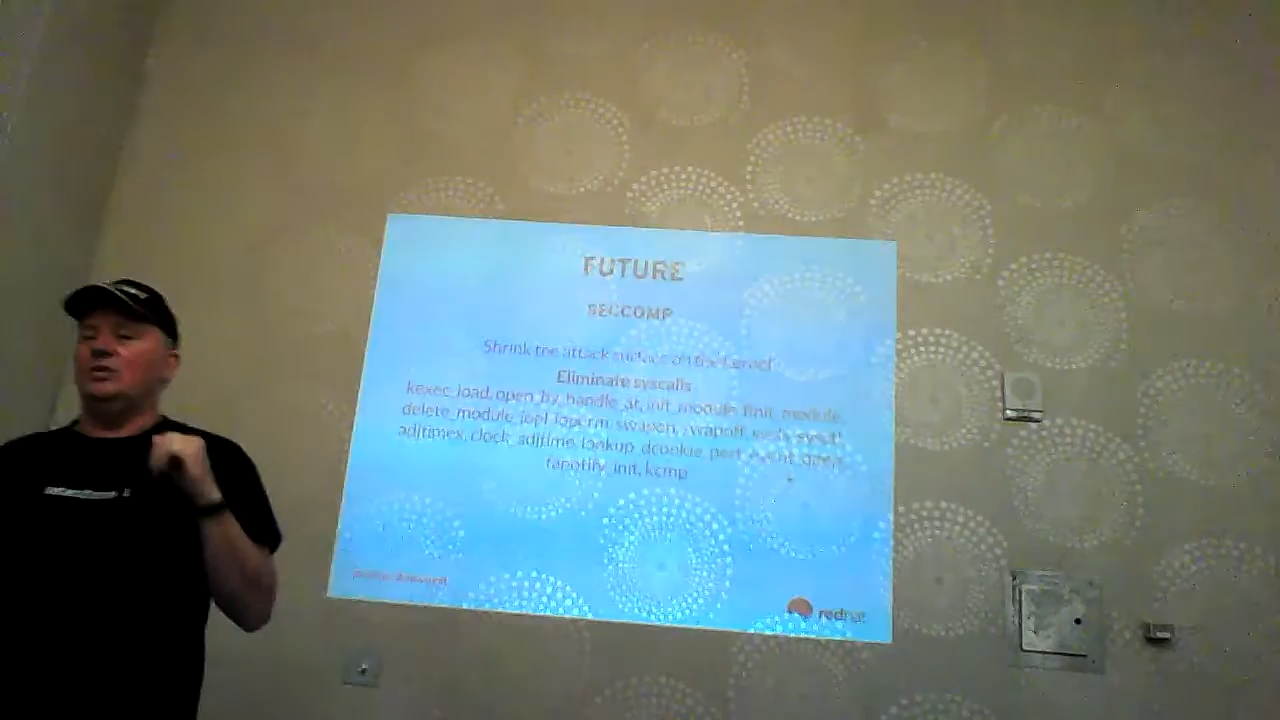 FUTURE
SECCOMP
Shrink the attack surface of the kernel
Eliminate syscalls
kexec_load, open_by_handle_at, init_module, finit_module,
delete_module, iopl, ioperm, swapon, swapoff, sysctl,
adjtimex, clock_adjtime, lookup_dcookie, perf_event_open,
fanotify_init, kcmp
redhat